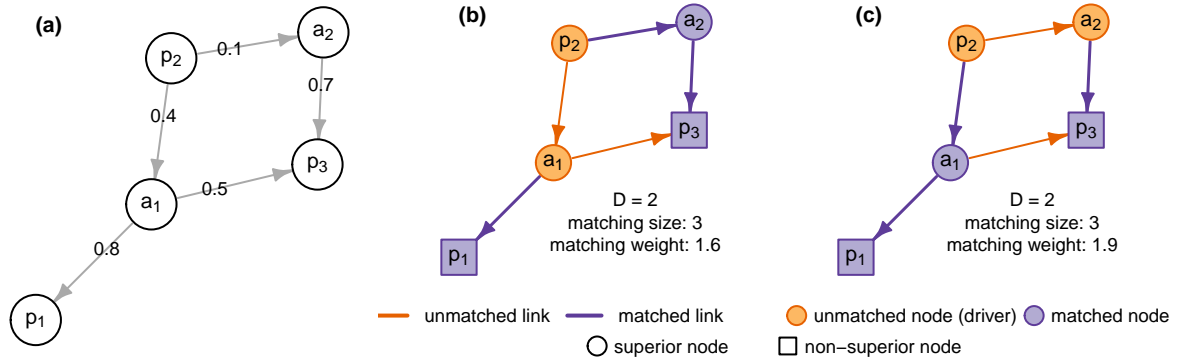 (a)
p2
a2
a1
p3
p1
0.1
0.4
0.7
0.5
0.8
(b)
p2
a2
a1
p3
p1
D = 2
matching size: 3
matching weight: 1.6
(c)
p2
a2
a1
p3
p1
D = 2
matching size: 3
matching weight: 1.9
unmatched link matched link unmatched node (driver) matched node
superior node non−superior node